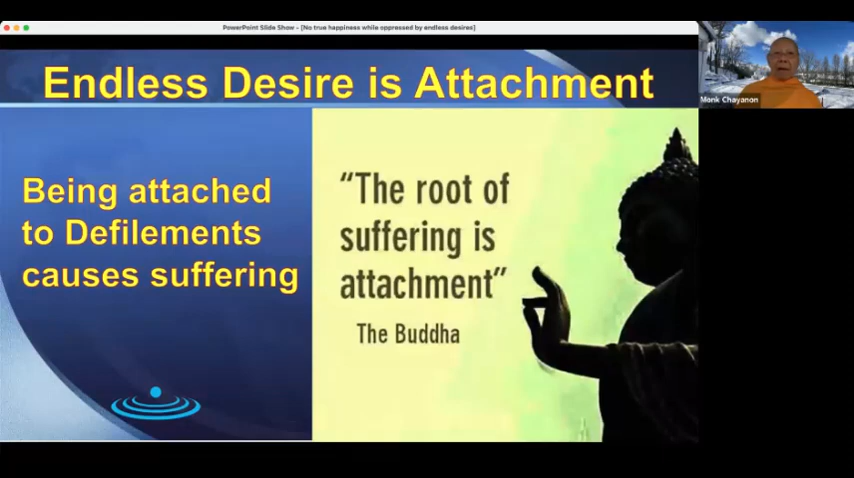 PowerPoint Slide Show - [No true happiness while oppressed by endless desires]
Endless Desire is Attachment
Monk Chayanon
Being attached
to Defilements
causes suffering
“The root of
suffering is
attachment”
The Buddha